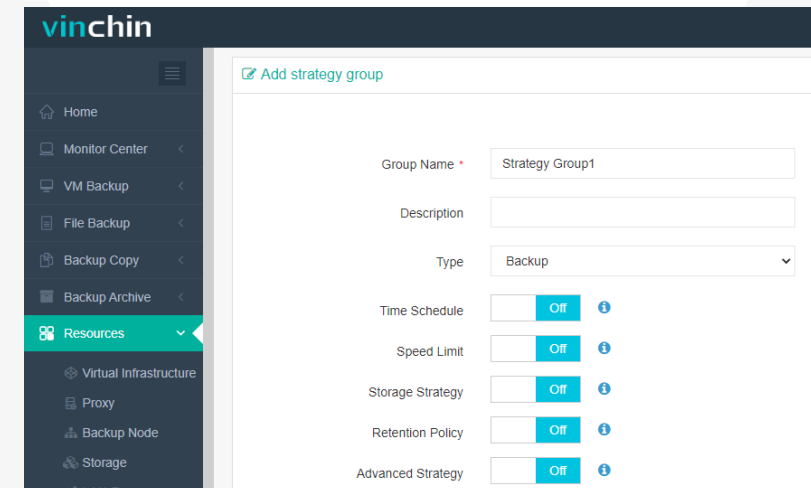 vinchin
Add strategy group
Home
Monitor Center
VM Backup
File Backup
Backup Copy
Backup Archive
Resources
Virtual Infrastructure
Proxy
Backup Node
Storage
Group Name *
Strategy Group1
Description
Type
Backup
Time Schedule
Off
Speed Limit
Off
Storage Strategy
Off
Retention Policy
Off
Advanced Strategy
Off